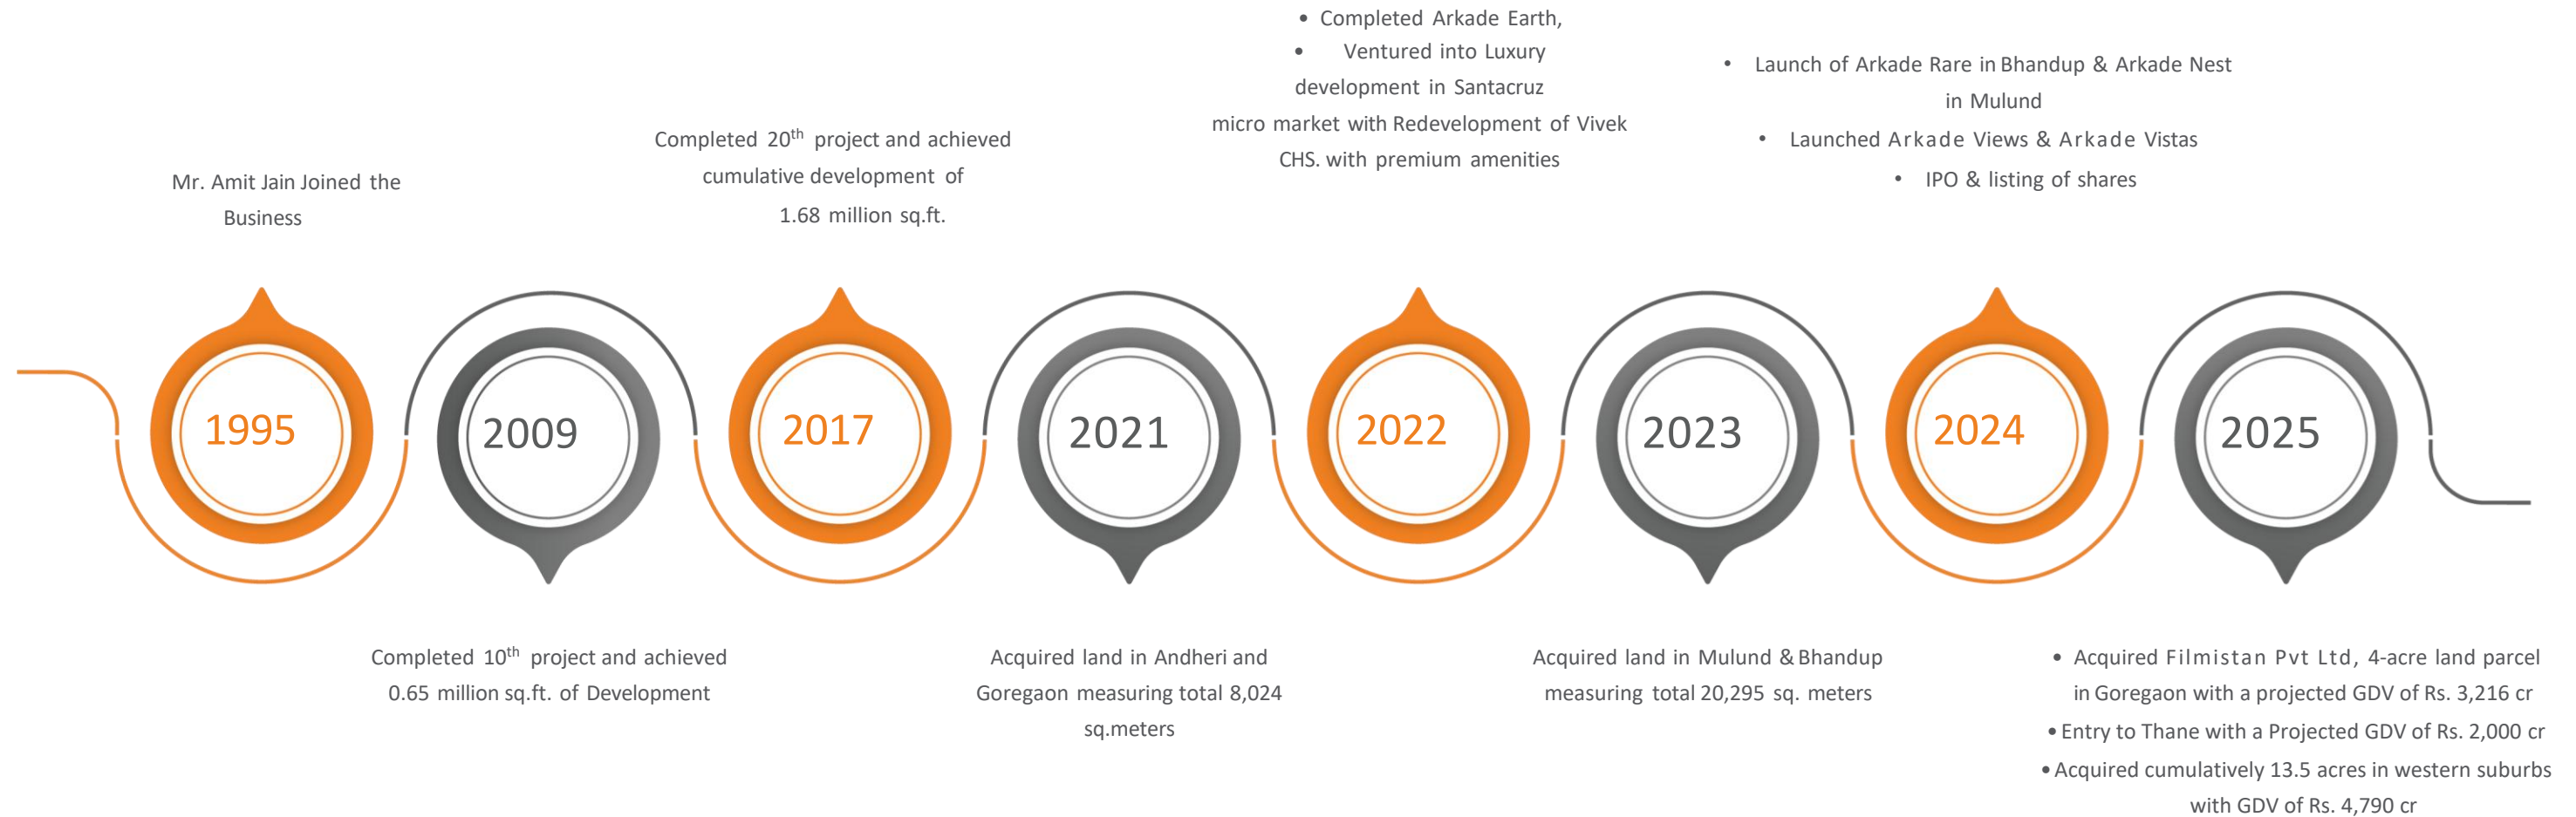 Mr. Amit Jain Joined the
Business
1995
2009
Completed 10th project and achieved
0.65 million sq.ft. of Development
Completed 20th project and achieved
cumulative development of
1.68 million sq.ft.
2017
2021
Acquired land in Andheri and
Goregaon measuring total 8,024
sq.meters
• Completed Arkade Earth,
• Ventured into Luxury
development in Santacruz
micro market with Redevelopment of Vivek
CHS. with premium amenities
2022
2023
Acquired land in Mulund & Bhandup
measuring total 20,295 sq. meters
• Launch of Arkade Rare in Bhandup & Arkade Nest
in Mulund
• Launched Arkade Views & Arkade Vistas
• IPO & listing of shares
2024
2025
• Acquired Filmistan Pvt Ltd, 4-acre land parcel
in Goregaon with a projected GDV of Rs. 3,216 cr
• Entry to Thane with a Projected GDV of Rs. 2,000 cr
• Acquired cumulatively 13.5 acres in western suburbs
with GDV of Rs. 4,790 cr